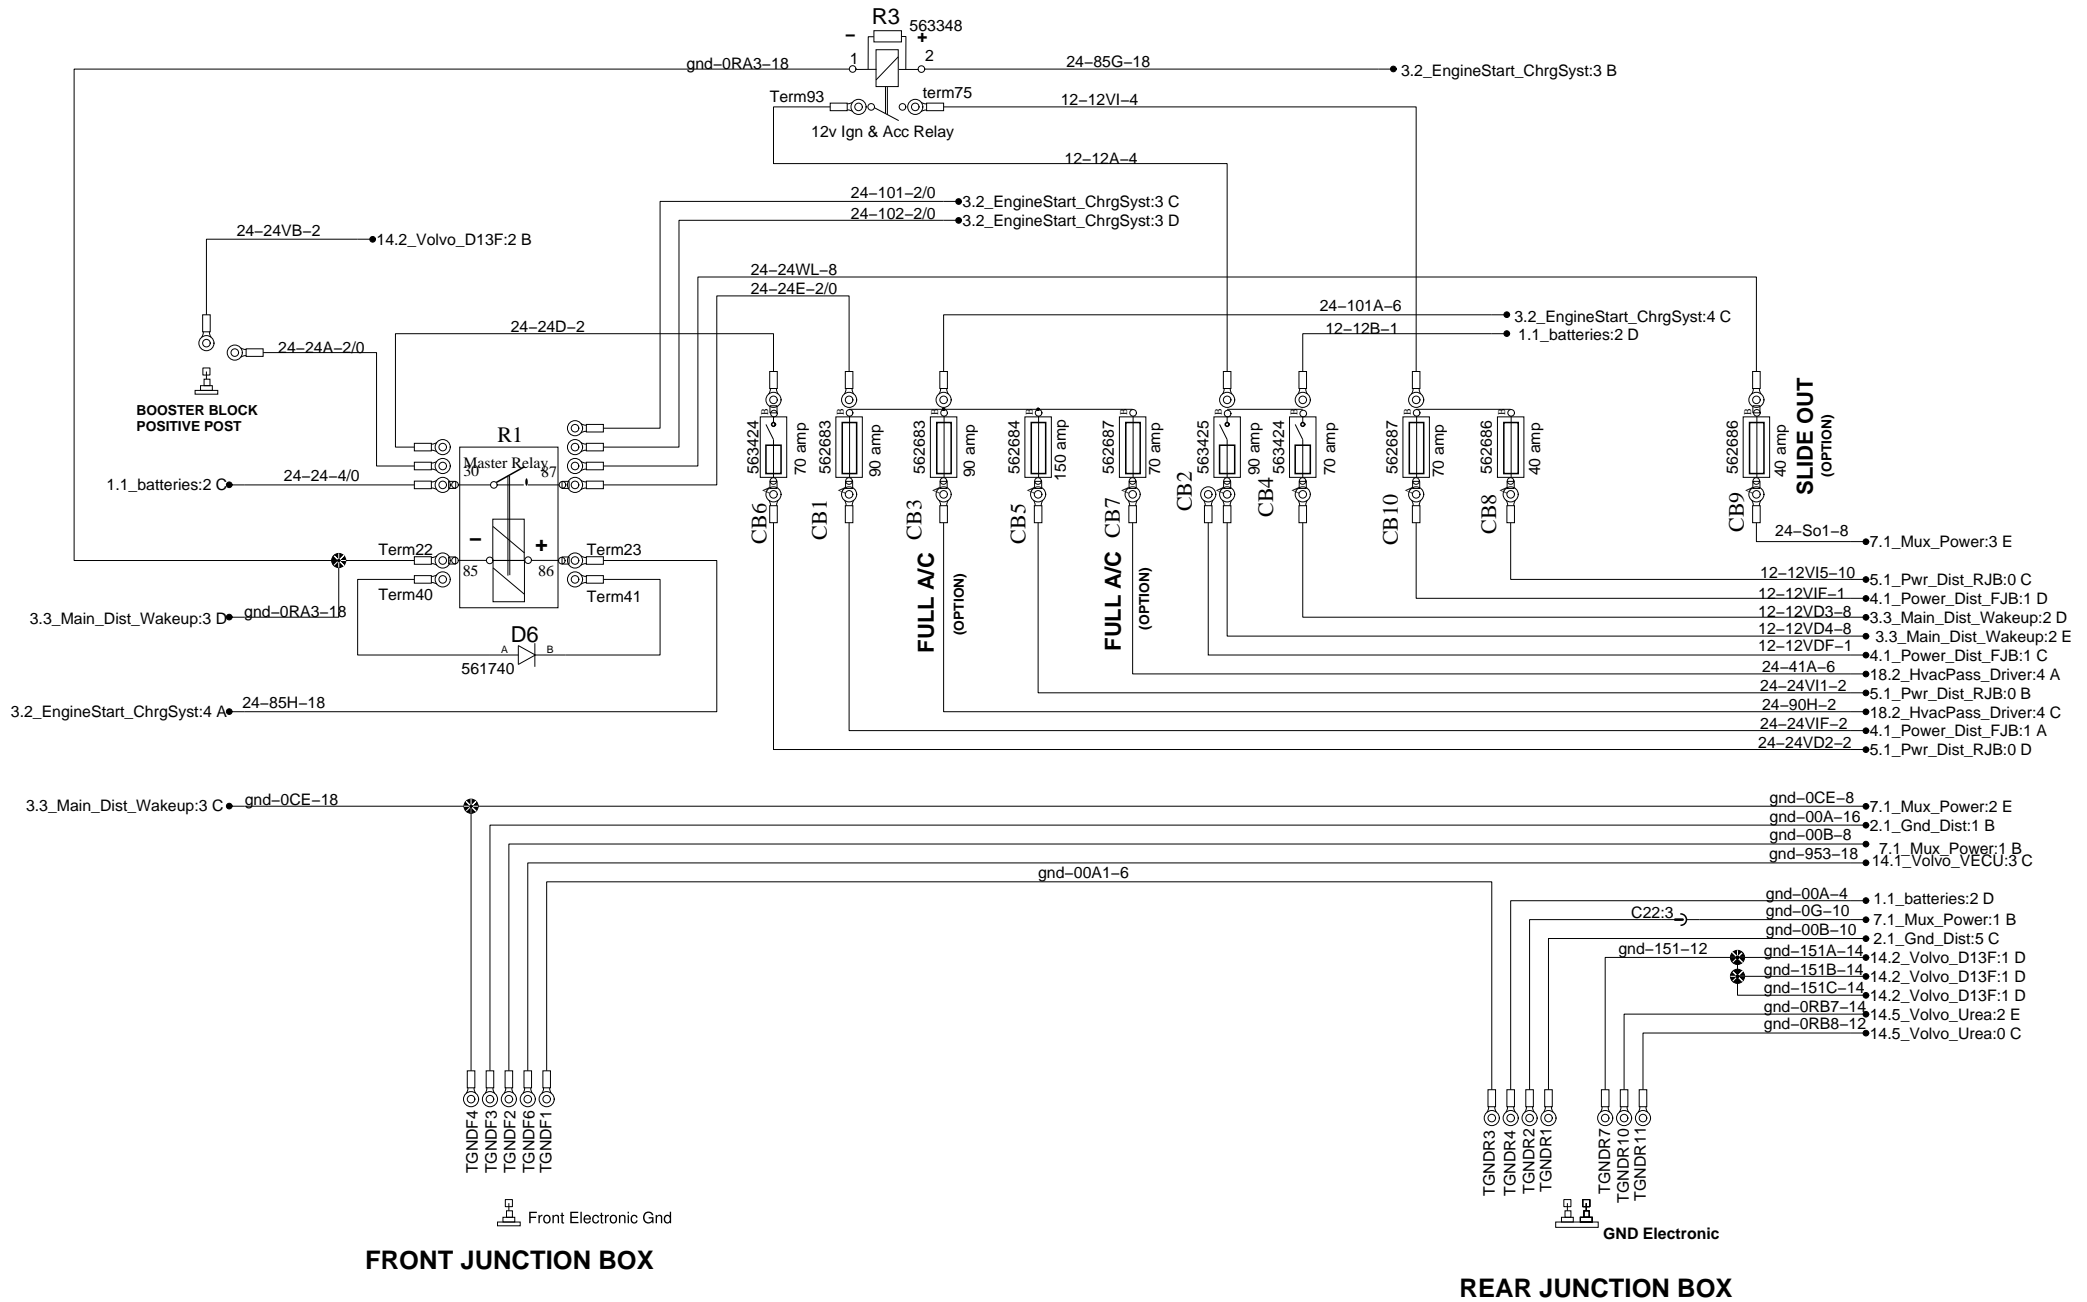 R3
563348
− +
1 2
gnd−0RA3−18
24−85G−18
3.2_EngineStart_ChrgSyst:3 B
Term93
term75
12−12VI−4
12v Ign & Acc Relay
12−12A−4
24−101−2/0
3.2_EngineStart_ChrgSyst:3 C
24−102−2/0
3.2_EngineStart_ChrgSyst:3 D
24−24VB−2
14.2_Volvo_D13F:2 B
24−24WL−8
24−24E−2/0
24−101A−6
3.2_EngineStart_ChrgSyst:4 C
24−24D−2
12−12B−1
1.1_batteries:2 D
24−24A−2/0
BOOSTER BLOCK
POSITIVE POST
R1
Master Relay
30 87
1.1_batteries:2 C
24−24−4/0
Term22
− +
Term23
85 86
Term40
Term41
3.3_Main_Dist_Wakeup:3 D
gnd−0RA3−18
D6
A B
561740
3.2_EngineStart_ChrgSyst:4 A
24−85H−18
B
563424
70 amp
CB6
B
562683
90 amp
CB1
B
562683
90 amp
CB3
FULL A/C
(OPTION)
B
562684
150 amp
CB5
B
562687
70 amp
CB7
FULL A/C
(OPTION)
B
563425
90 amp
CB2
B
563424
70 amp
CB4
B
562687
70 amp
CB10
B
562686
40 amp
CB8
B
562686
40 amp
CB9
SLIDE OUT
(OPTION)
24−So1−8
7.1_Mux_Power:3 E
12−12VI5−10
5.1_Pwr_Dist_RJB:0 C
12−12VIF−1
4.1_Power_Dist_FJB:1 D
12−12VD3−8
3.3_Main_Dist_Wakeup:2 D
12−12VD4−8
3.3_Main_Dist_Wakeup:2 E
12−12VDF−1
4.1_Power_Dist_FJB:1 C
24−41A−6
18.2_HvacPass_Driver:4 A
24−24VI1−2
5.1_Pwr_Dist_RJB:0 B
24−90H−2
18.2_HvacPass_Driver:4 C
24−24VIF−2
4.1_Power_Dist_FJB:1 A
24−24VD2−2
5.1_Pwr_Dist_RJB:0 D
3.3_Main_Dist_Wakeup:3 C
gnd−0CE−18
gnd−0CE−8
7.1_Mux_Power:2 E
gnd−00A−16
2.1_Gnd_Dist:1 B
gnd−00B−8
7.1_Mux_Power:1 B
gnd−953−18
14.1_Volvo_VECU:3 C
gnd−00A1−6
gnd−00A−4
1.1_batteries:2 D
C22:3
gnd−0G−10
7.1_Mux_Power:1 B
gnd−00B−10
2.1_Gnd_Dist:5 C
gnd−151−12
gnd−151A−14
14.2_Volvo_D13F:1 D
gnd−151B−14
14.2_Volvo_D13F:1 D
gnd−151C−14
14.2_Volvo_D13F:1 D
gnd−0RB7−14
14.5_Volvo_Urea:2 E
gnd−0RB8−12
14.5_Volvo_Urea:0 C
TGNDF4
TGNDF3
TGNDF2
TGNDF6
TGNDF1
TGNDR3
TGNDR4
TGNDR2
TGNDR1
TGNDR7
TGNDR10
TGNDR11
Front Electronic Gnd
GND Electronic
FRONT JUNCTION BOX
REAR JUNCTION BOX